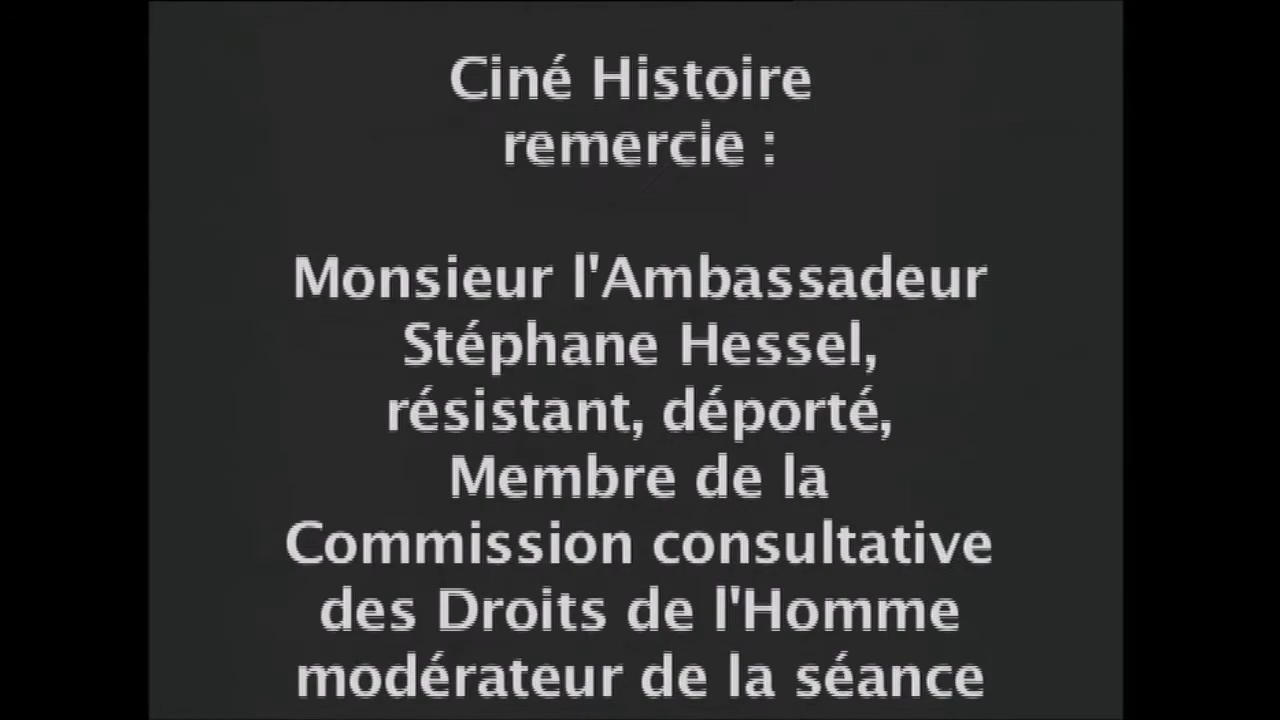 Ciné Histoire
remercie :
Monsieur l'Ambassadeur
Stéphane Hessel,
résistant, déporté,
Membre de la
Commission consultative
des Droits de l'Homme
modérateur de la séance